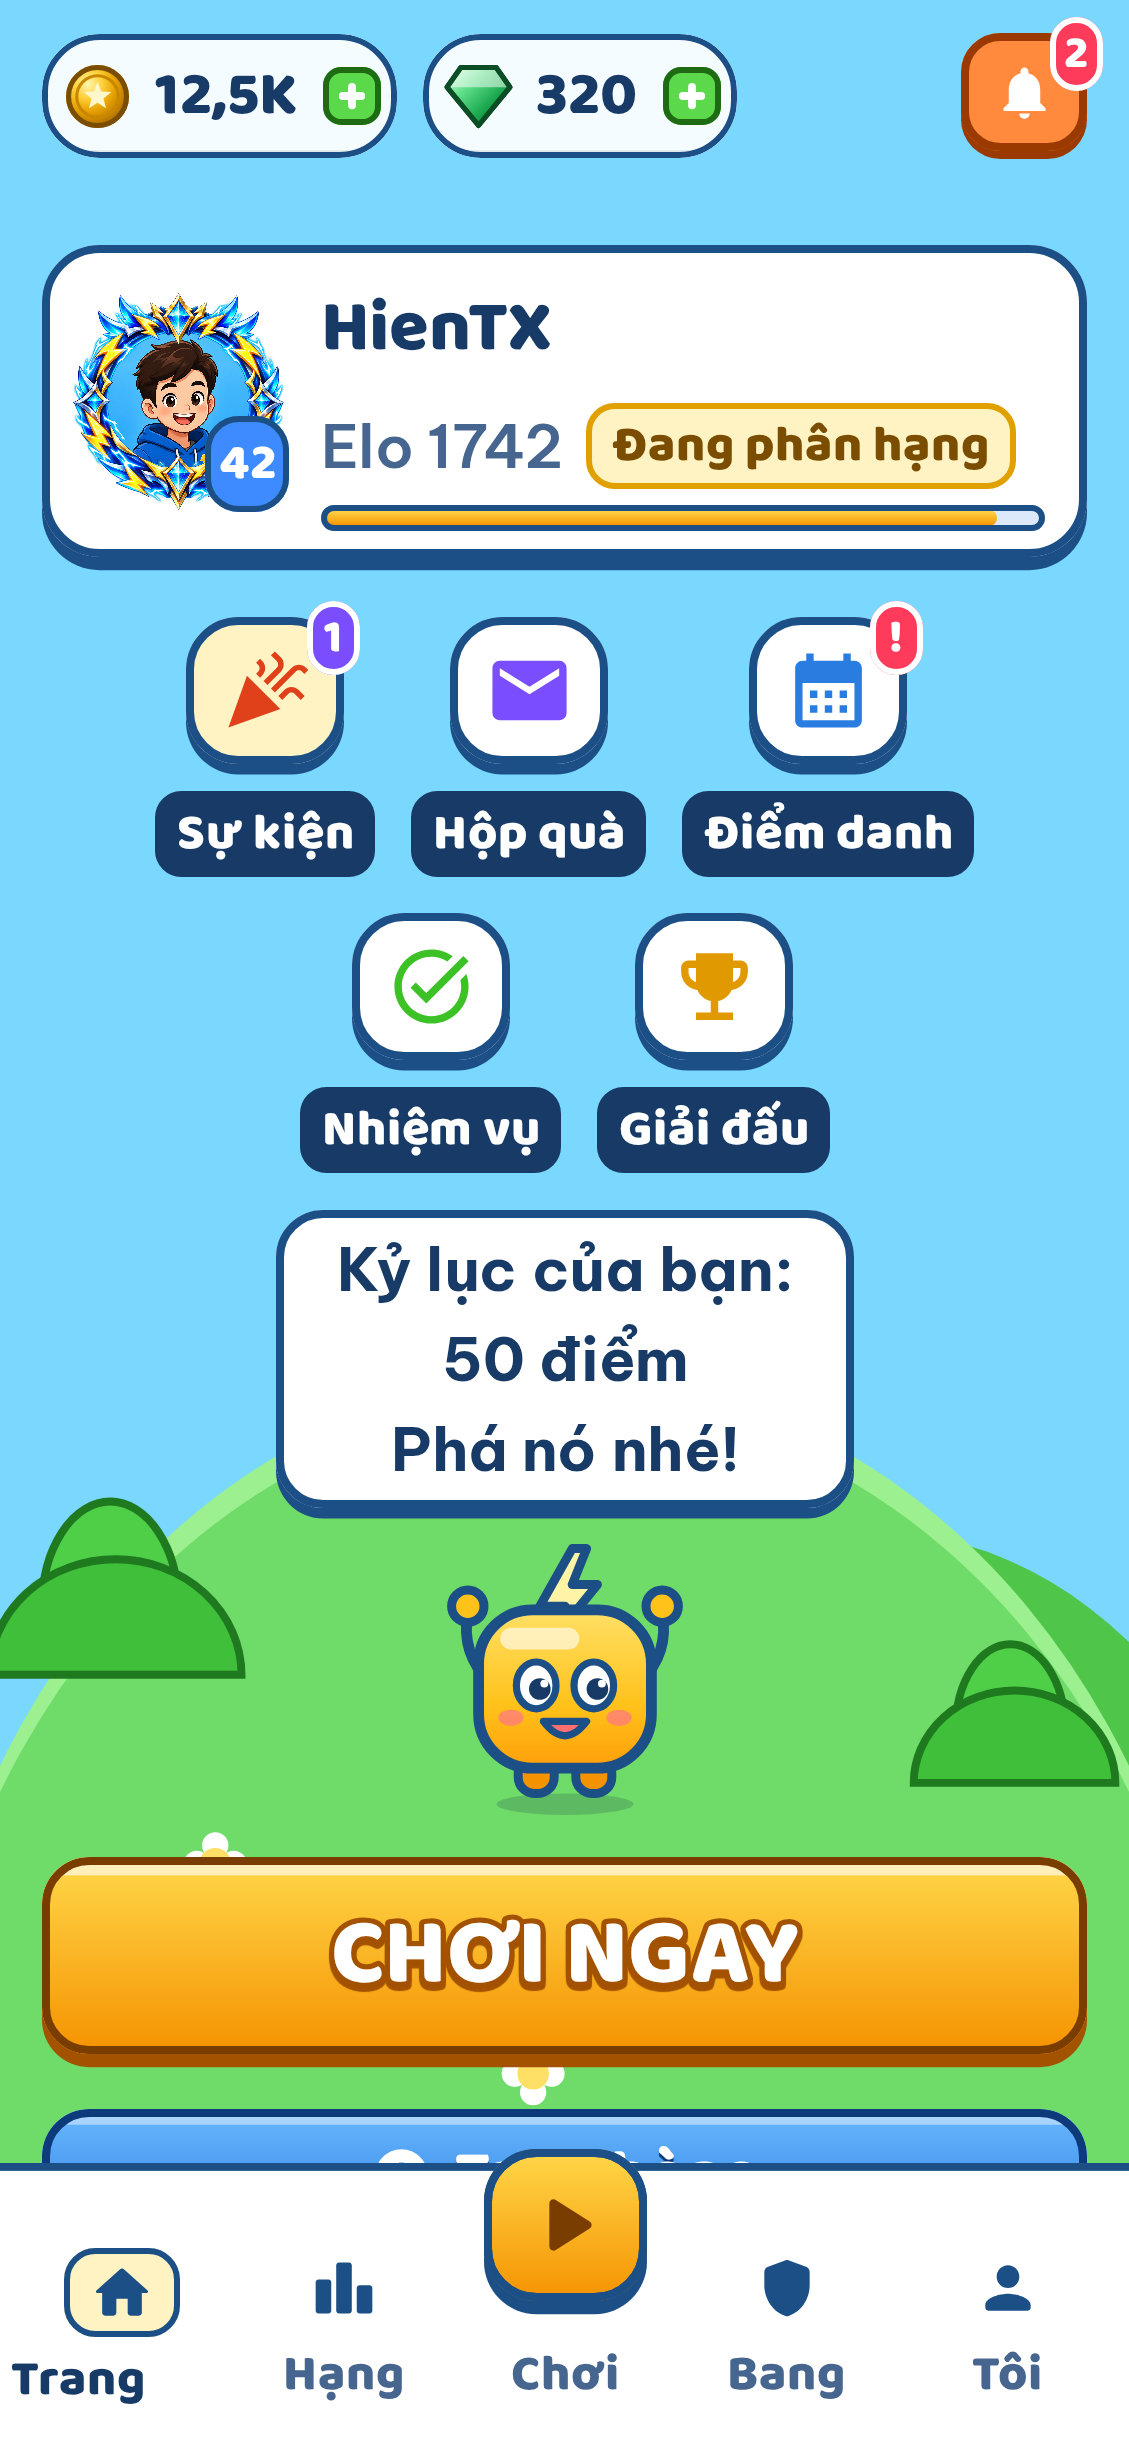 12,5K
320
2
HienTX
42
Elo 1742
Đang phân hạng
1
!
Sự kiện
Hộp quà
Điểm danh
Nhiệm vụ
Giải đấu
Kỷ lục của bạn:
50 điểm
Phá nó nhé!
CHƠI NGAY
Trang
Hạng
Chơi
Bang
Tôi